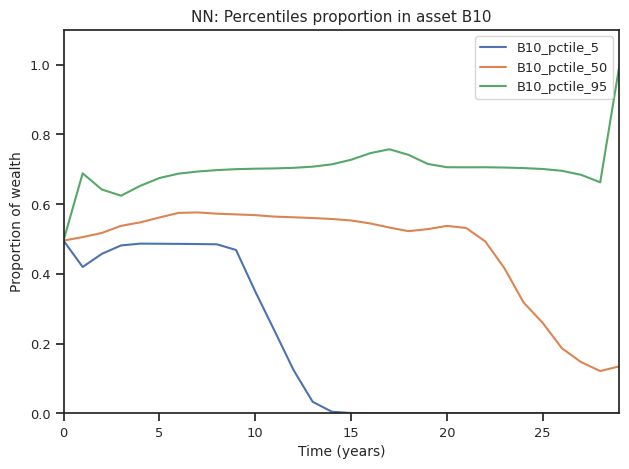 NN: Percentiles proportion in asset B10
B10_pctile_5
B10_pctile_50
B10_pctile_95
Proportion of wealth
1.0
0.8
0.6
0.4
0.2
0.0
0 5 10 15 20 25
Time (years)